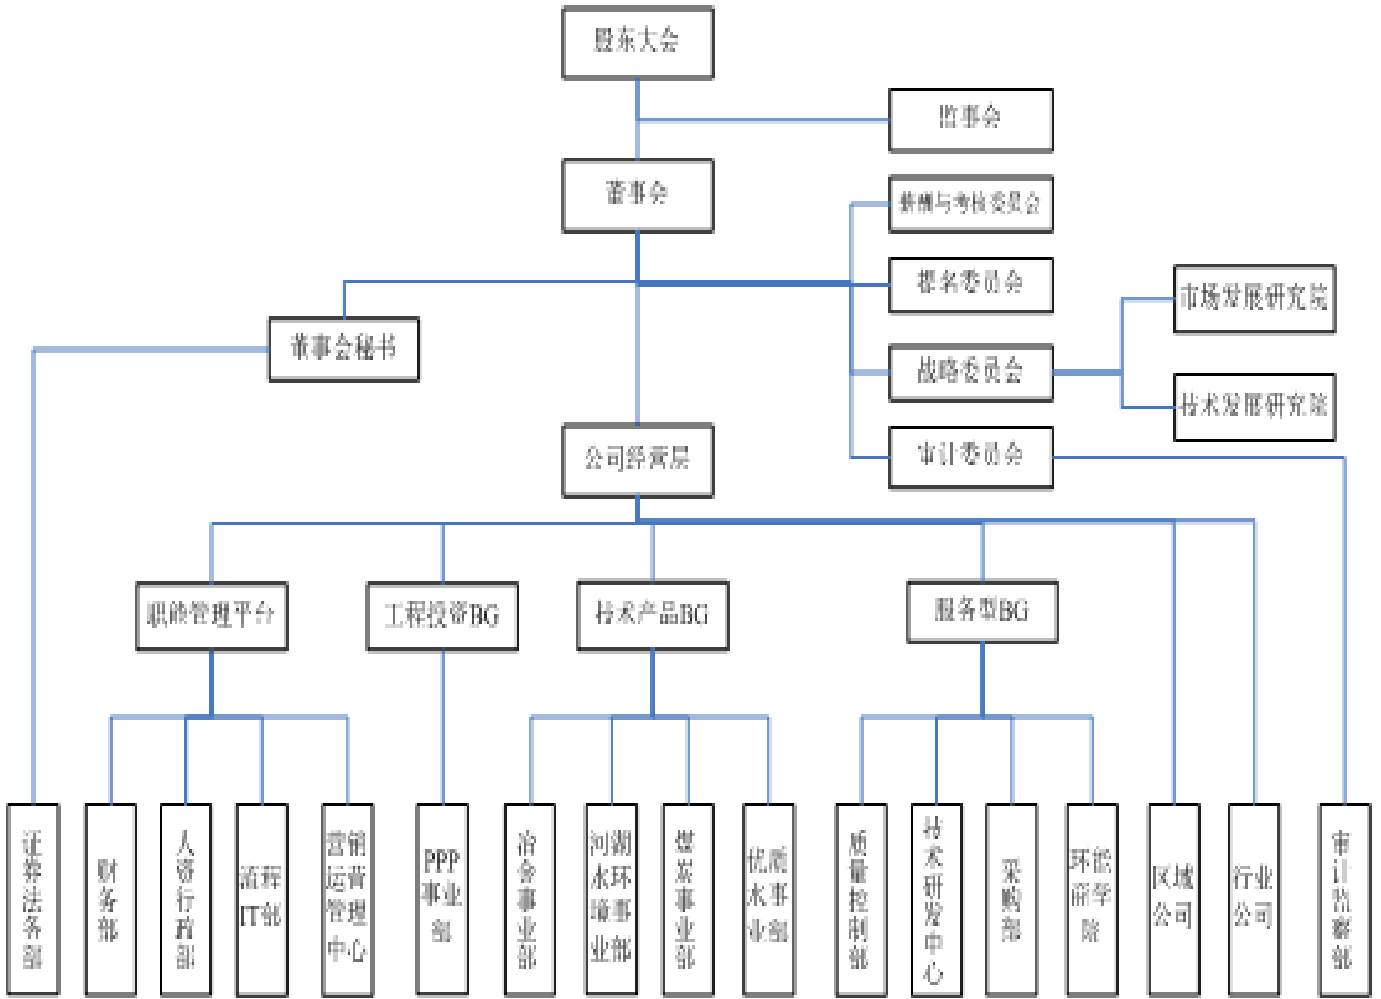 股东大会
监事会
董事会
薪酬与考核委员会
提名委员会
市场发展研究院
董事会秘书
战略委员会
技术发展研究院
公司经营层
审计委员会
职能管理平台
工程投资BG
技术产品BG
服务型BG
证券法务部
财务部
人资行政部
流程
IT部
营销
运营
管理
中心
PPP
事业
部
冶金事业部
河湖
水环
境事
业部
煤炭事业部
优质
水事
业部
质量控制部
技术研发中心
采购部
环能
商学
院
区域
公司
行业
公司
审计监察部